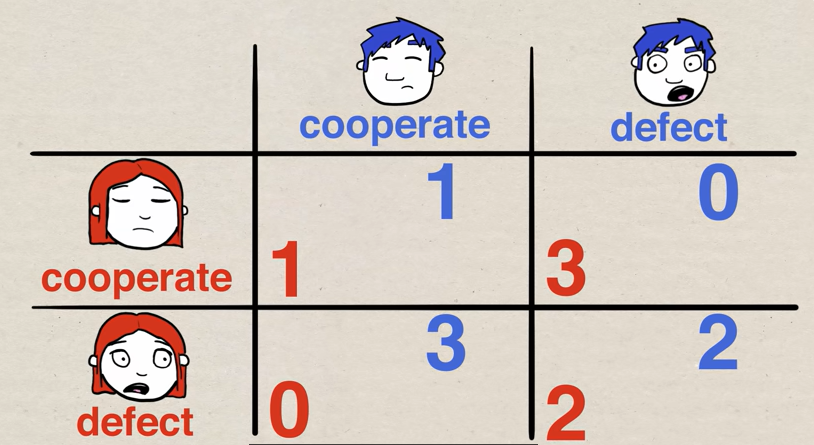 cooperate defect
cooperate
1 0
1 3
defect
3 2
0 2